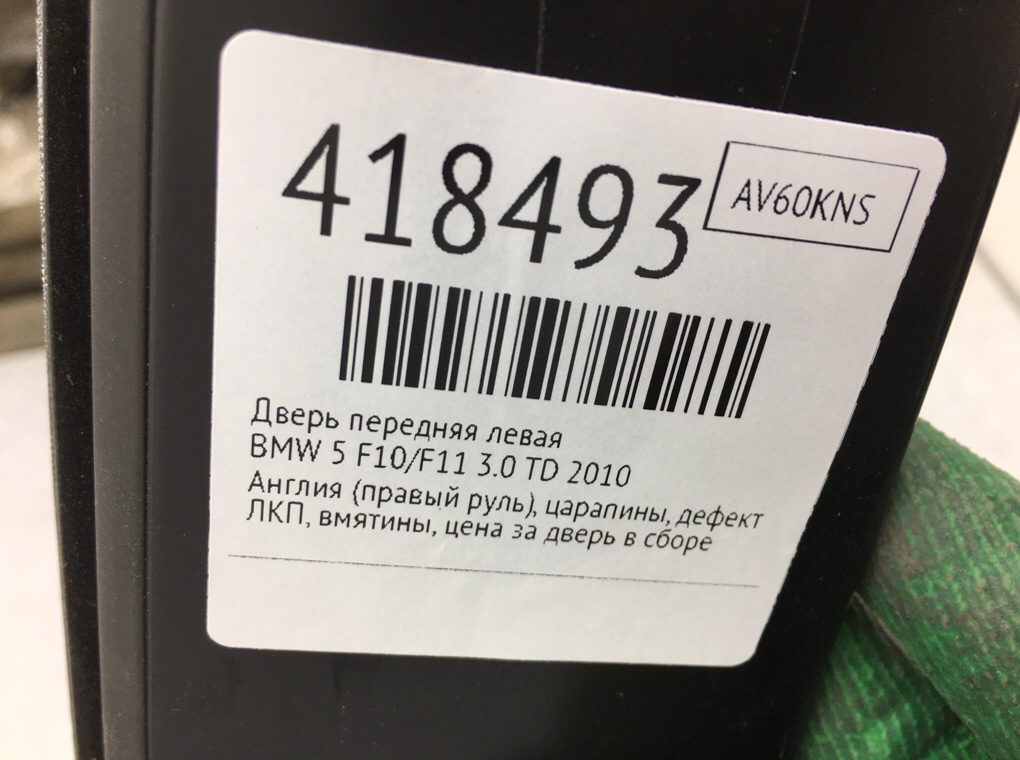 418493
AV60KNS
Дверь передняя левая
BMW 5 F10/F11 3.0 TD 2010
Англия (правый руль), царапины, дефект
ЛКП, вмятины, цена за дверь в сборе